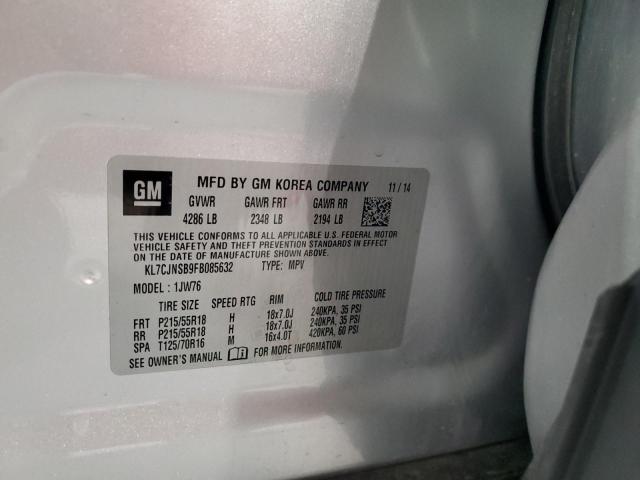 GM
MFD BY GM KOREA COMPANY 11/14
GVWR GAWR FRT GAWR RR
4286 LB 2348 LB 2194 LB
THIS VEHICLE CONFORMS TO ALL APPLICABLE U.S. FEDERAL MOTOR
VEHICLE SAFETY AND THEFT PREVENTION STANDARDS IN EFFECT ON
THE DATE OF MANUFACTURE SHOWN ABOVE.
KL7CJNSB9FB085632 TYPE: MPV
MODEL : 1JW76
TIRE SIZE SPEED RTG RIM COLD TIRE PRESSURE
FRT P215/55R18 H 18x7.0J 240KPA, 35 PSI
RR P215/55R18 H 18x7.0J 240KPA, 35 PSI
SPA T125/70R16 M 16x4.0T 420KPA, 60 PSI
SEE OWNER'S MANUAL FOR MORE INFORMATION.